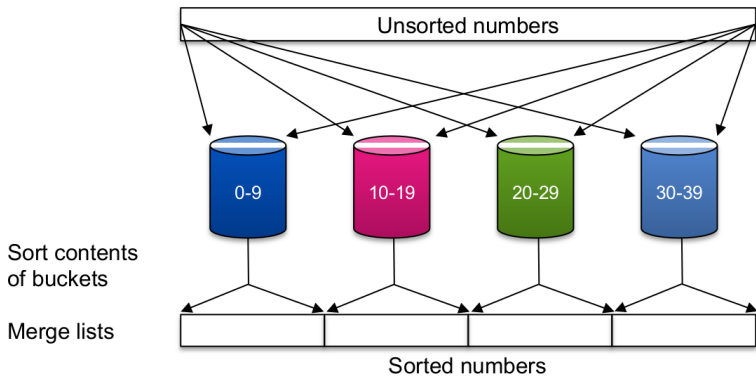 Unsorted numbers
0-9
10-19
20-29
30-39
Sort contents
of buckets
Merge lists
Sorted numbers